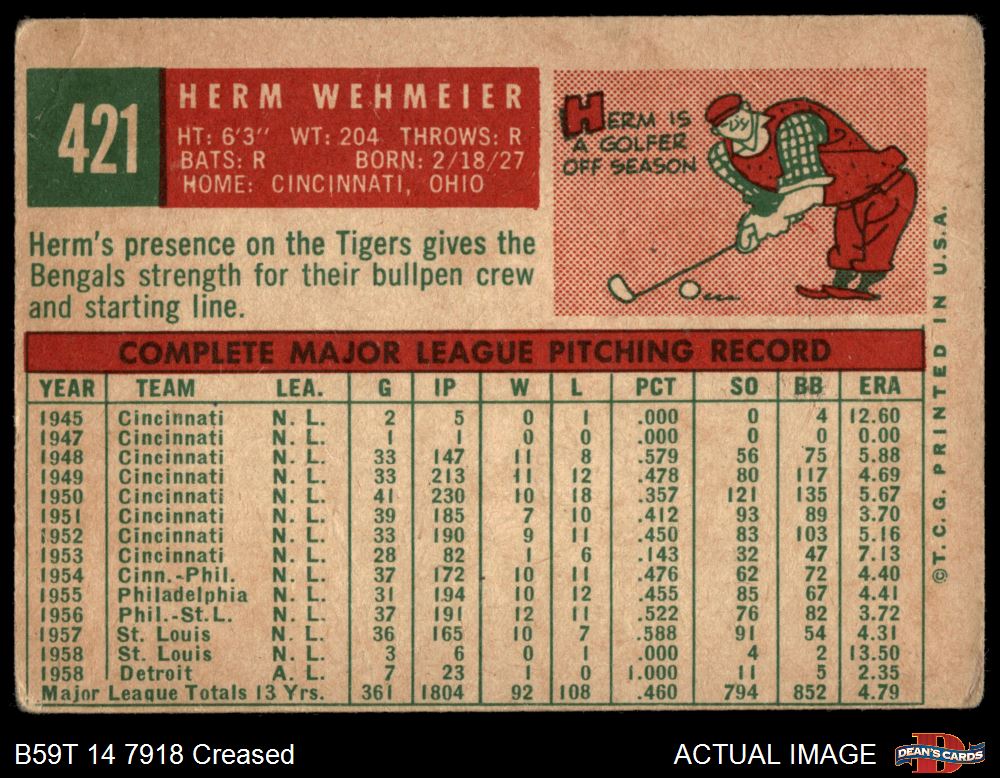 421
HERM WEHMEIER
HT: 6'3" WT: 204 THROWS: R
BATS: R BORN: 2/18/27
HOME: CINCINNATI, OHIO
HERM IS
A GOLFER
OFF SEASON
Herm's presence on the Tigers gives the
Bengals strength for their bullpen crew
and starting line.
COMPLETE MAJOR LEAGUE PITCHING RECORD
YEAR TEAM LEA. G IP W L PCT SO BB ERA
1945 Cincinnati N. L. 2 5 0 1 .000 0 4 12.60
1947 Cincinnati N. L. 1 1 0 0 .000 0 0 0.00
1948 Cincinnati N. L. 33 147 11 8 .579 56 75 5.88
1949 Cincinnati N. L. 33 213 11 12 .478 80 117 4.69
1950 Cincinnati N. L. 41 230 10 18 .357 121 135 5.67
1951 Cincinnati N. L. 39 185 7 10 .412 93 89 3.70
1952 Cincinnati N. L. 33 190 9 11 .450 83 103 5.16
1953 Cincinnati N. L. 28 82 1 6 .143 32 47 7.13
1954 Cinn.-Phil. N. L. 37 172 10 11 .476 62 72 4.40
1955 Philadelphia N. L. 31 194 10 12 .455 85 67 4.41
1956 Phil.-St.L. N. L. 37 191 12 11 .522 76 82 3.72
1957 St. Louis N. L. 36 165 10 7 .588 91 54 4.31
1958 St. Louis N. L. 3 6 0 1 .000 4 2 13.50
1958 Detroit A. L. 7 23 1 0 1.000 11 5 2.35
Major League Totals 13 Yrs. 361 1804 92 108 .460 794 852 4.79
©T. C. G. PRINTED IN U. S. A.
B59T 14 7918 Creased
ACTUAL IMAGE
DEAN'S CARDS